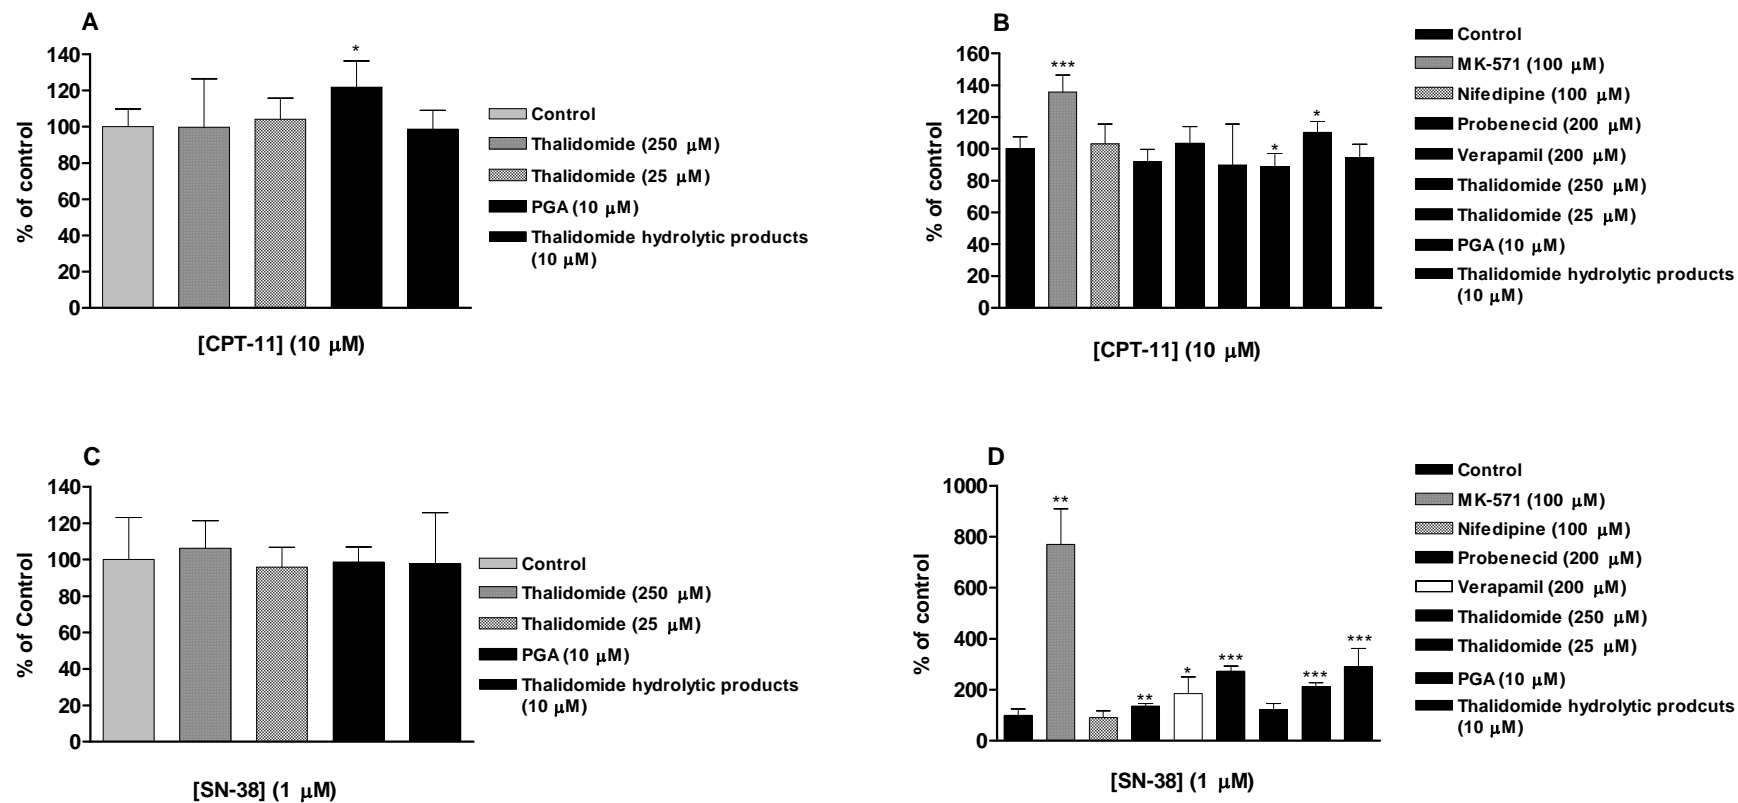 A
% of control
140
120
100
80
60
40
20
0
*
[CPT-11] (10 μM)
Control
Thalidomide (250 μM)
Thalidomide (25 μM)
PGA (10 μM)
Thalidomide hydrolytic products
(10 μM)
B
% of control
160
140
120
100
80
60
40
20
0
***
*
*
[CPT-11] (10 μM)
Control
MK-571 (100 μM)
Nifedipine (100 μM)
Probenecid (200 μM)
Verapamil (200 μM)
Thalidomide (250 μM)
Thalidomide (25 μM)
PGA (10 μM)
Thalidomide hydrolytic products
(10 μM)
C
% of Control
140
120
100
80
60
40
20
0
[SN-38] (1 μM)
Control
Thalidomide (250 μM)
Thalidomide (25 μM)
PGA (10 μM)
Thalidomide hydrolytic products
(10 μM)
D
% of control
1000
800
600
400
200
0
**
**
*
***
***
***
[SN-38] (1 μM)
Control
MK-571 (100 μM)
Nifedipine (100 μM)
Probenecid (200 μM)
Verapamil (200 μM)
Thalidomide (250 μM)
Thalidomide (25 μM)
PGA (10 μM)
Thalidomide hydrolytic prodcuts
(10 μM)